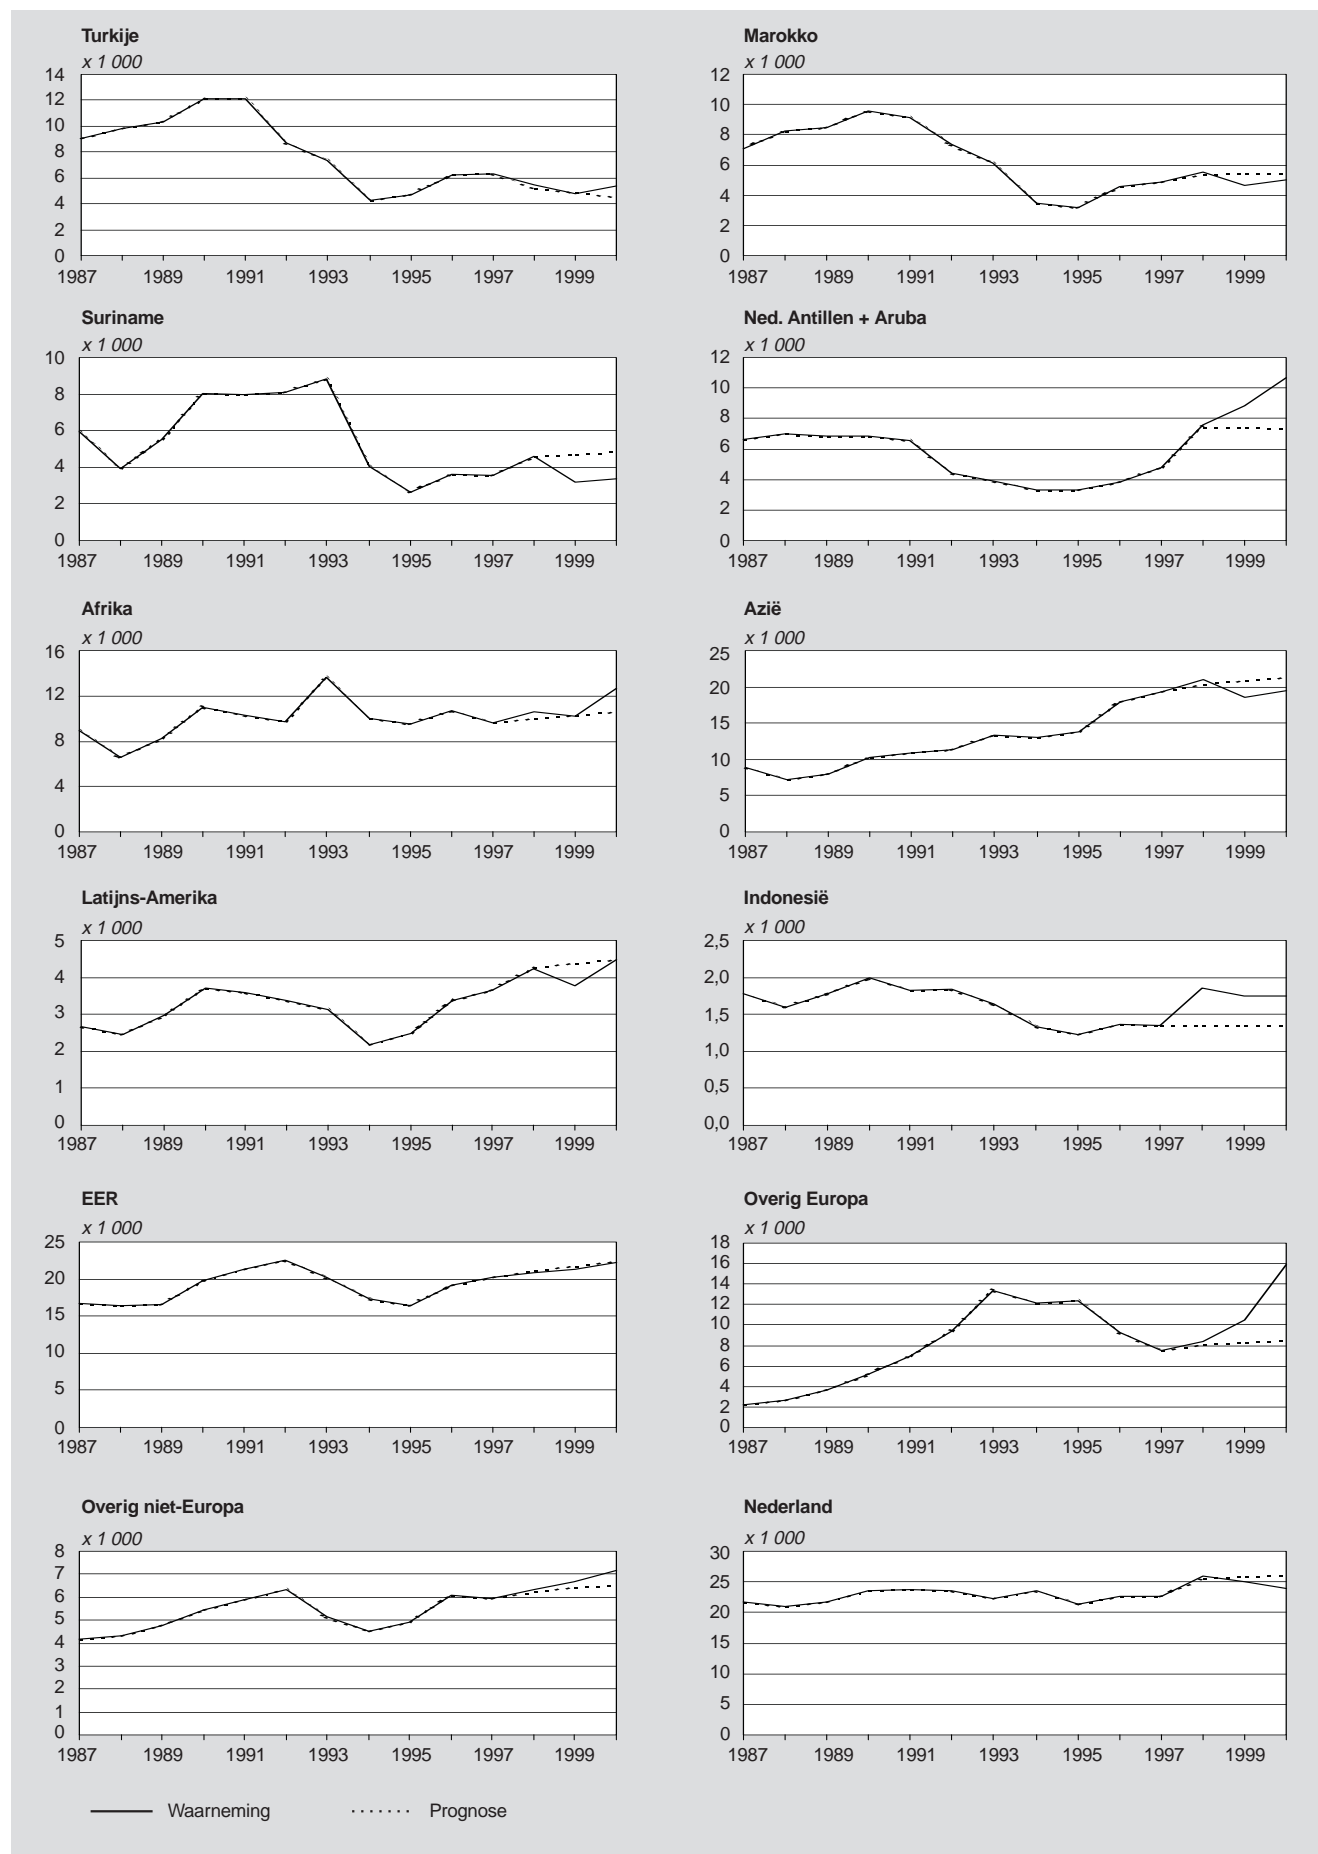 Turkije
x 1 000
14
12
10
8
6
4
2
0
1987 1989 1991 1993 1995 1997 1999
Marokko
x 1 000
12
10
8
6
4
2
0
1987 1989 1991 1993 1995 1997 1999
Suriname
x 1 000
10
8
6
4
2
0
1987 1989 1991 1993 1995 1997 1999
Ned. Antillen + Aruba
x 1 000
12
10
8
6
4
2
0
1987 1989 1991 1993 1995 1997 1999
Afrika
x 1 000
16
12
8
4
0
1987 1989 1991 1993 1995 1997 1999
Azië
x 1 000
25
20
15
10
5
0
1987 1989 1991 1993 1995 1997 1999
Latijns-Amerika
x 1 000
5
4
3
2
1
0
1987 1989 1991 1993 1995 1997 1999
Indonesië
x 1 000
2,5
2,0
1,5
1,0
0,5
0,0
1987 1989 1991 1993 1995 1997 1999
EER
x 1 000
25
20
15
10
5
0
1987 1989 1991 1993 1995 1997 1999
Overig Europa
x 1 000
18
16
14
12
10
8
6
4
2
0
1987 1989 1991 1993 1995 1997 1999
Overig niet-Europa
x 1 000
8
7
6
5
4
3
2
1
0
1987 1989 1991 1993 1995 1997 1999
Nederland
x 1 000
30
25
20
15
10
5
0
1987 1989 1991 1993 1995 1997 1999
Waarneming Prognose